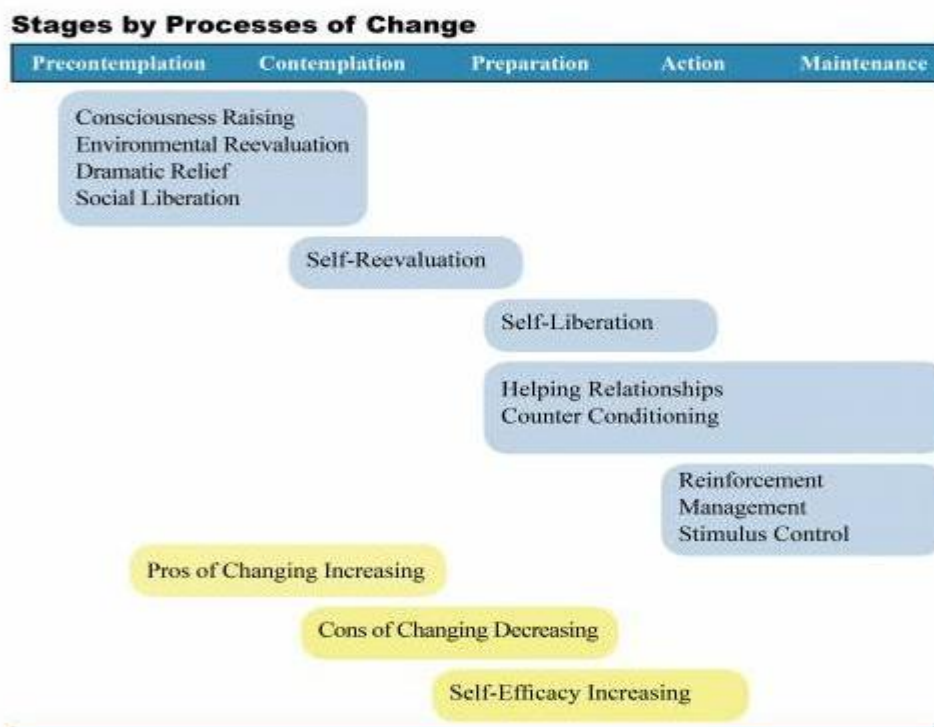 Stages by Processes of Change
Precontemplation Contemplation Preparation Action Maintenance
Consciousness Raising
Environmental Reevaluation
Dramatic Relief
Social Liberation
Self-Reevaluation
Self-Liberation
Helping Relationships
Counter Conditioning
Reinforcement
Management
Stimulus Control
Pros of Changing Increasing
Cons of Changing Decreasing
Self-Efficacy Increasing